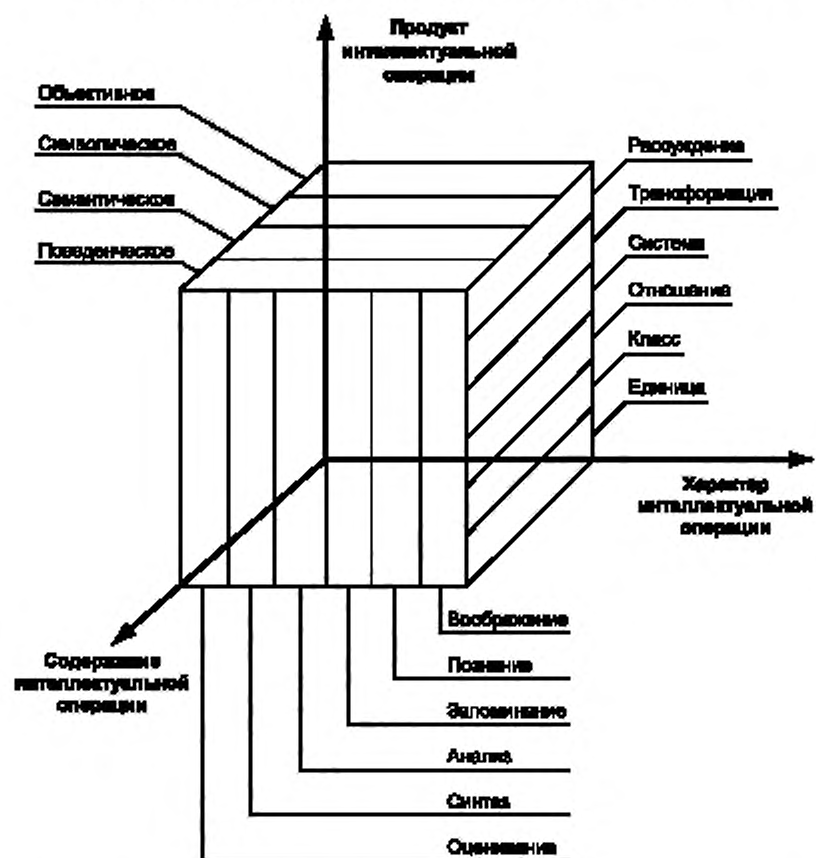 Продукт
интеллектуальной
операции
Объективное
Символическое
Семантическое
Поведенческое
Рассуждение
Трансформация
Система
Отношение
Класс
Единица
Характер
интеллектуальной
операции
Содержание
интеллектуальной
операции
Воображение
Познание
Запоминание
Анализ
Синтез
Оценивание